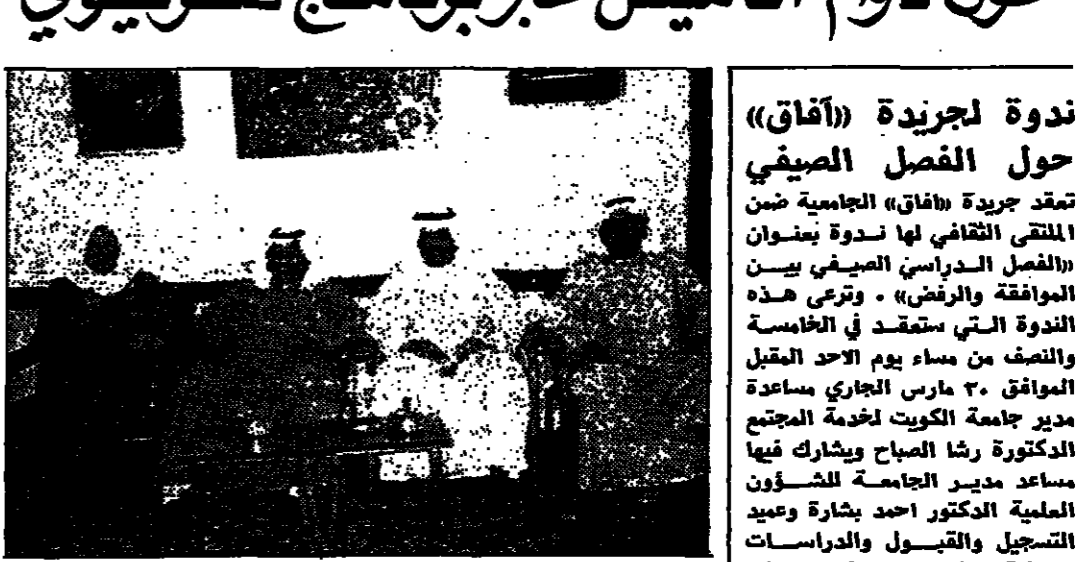 ندوة لجريدة «آفاق»
حول الفصل الصيفي
تعقد جريدة «افاق» الجامعية ضمن
الملتقى الثقافي لها ندوة بعنوان
«الفصل الدراسي الصيفي بين
الموافقة والرفض» . وترعى هذه
الندوة التي ستعقد في الخامسة
والنصف من مساء يوم الاحد المقبل
الموافق ٣٠ مارس الجاري مساعدة
مدير جامعة الكويت لخدمة المجتمع
الدكتورة رشا الصباح ويشارك فيها
مساعد مدير الجامعة للشؤون
العلمية الدكتور احمد بشارة وعميد
التسجيل والقبول والدراسات